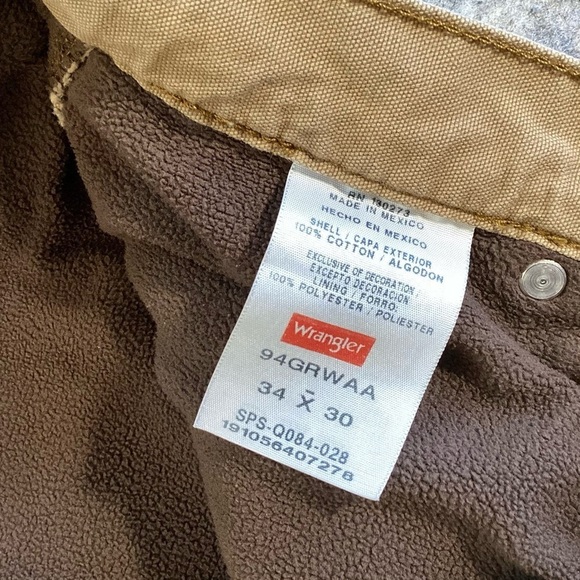 RN 130273
MADE IN MEXICO
HECHO EN MEXICO
SHELL / CAPA EXTERIOR
100% COTTON / ALGODON
EXCLUSIVE OF DECORATION
EXCEPTO DECORACION
LINING / FORRO:
100% POLYESTER / POLIESTER
Wrangler
94GRWAA
34 X 30
SPS-Q084-028
191056407278